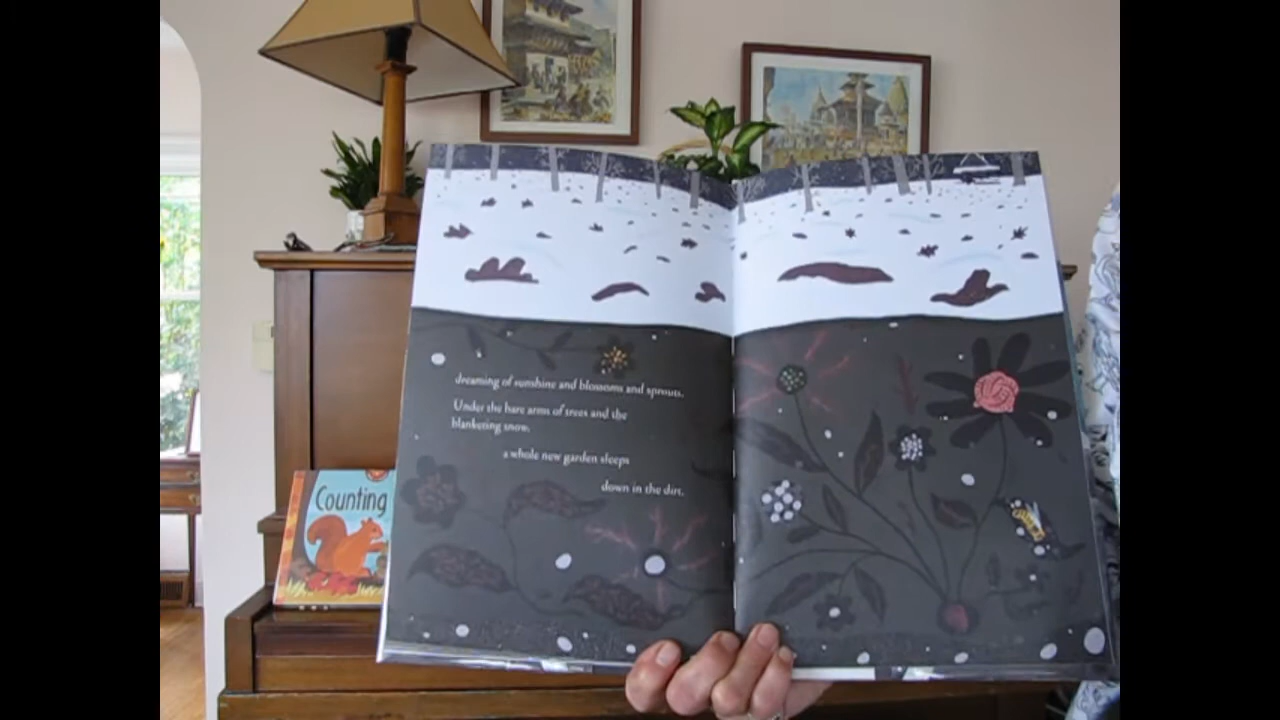 dreaming of sunshine and blossoms and sprouts.
Under the bare arms of trees and the
blanketing snow,
a whole new garden sleeps
down in the dirt.
Counting